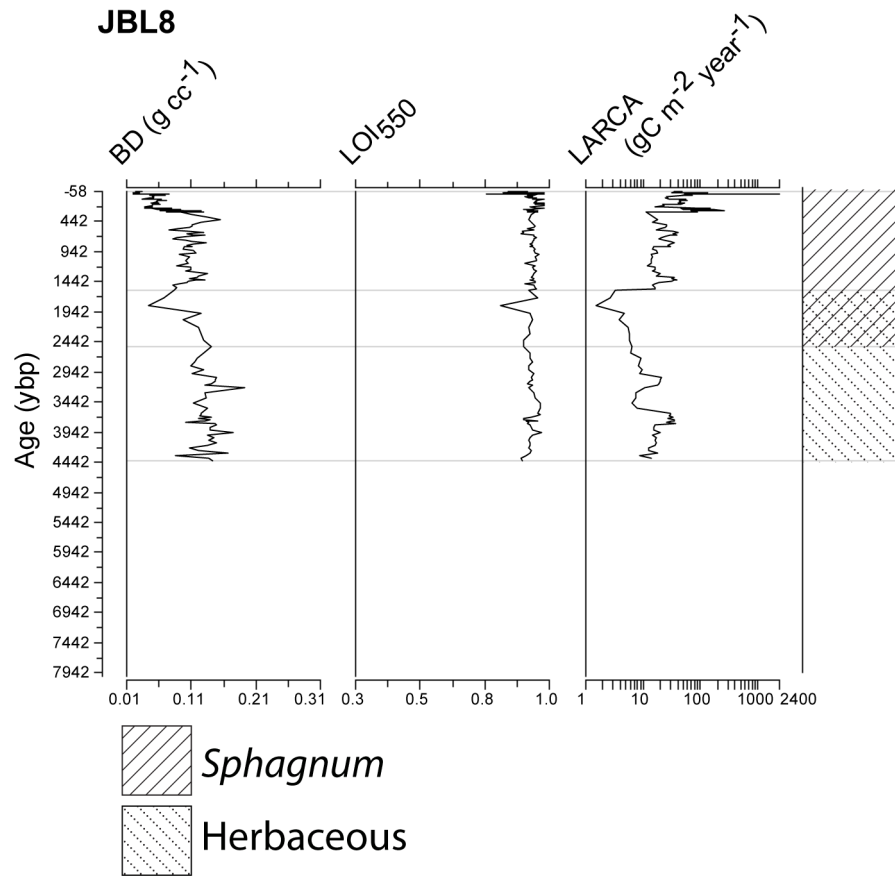 JBL8
BD (g cc-1)
LOI550
LARCA
(gC m-2 year-1)
Age (ybp)
-58
442
942
1442
1942
2442
2942
3442
3942
4442
4942
5442
5942
6442
6942
7442
7942
0.01 0.11 0.21 0.31
0.3 0.5 0.8 1.0
1 10 100 1000 2400
Sphagnum
Herbaceous